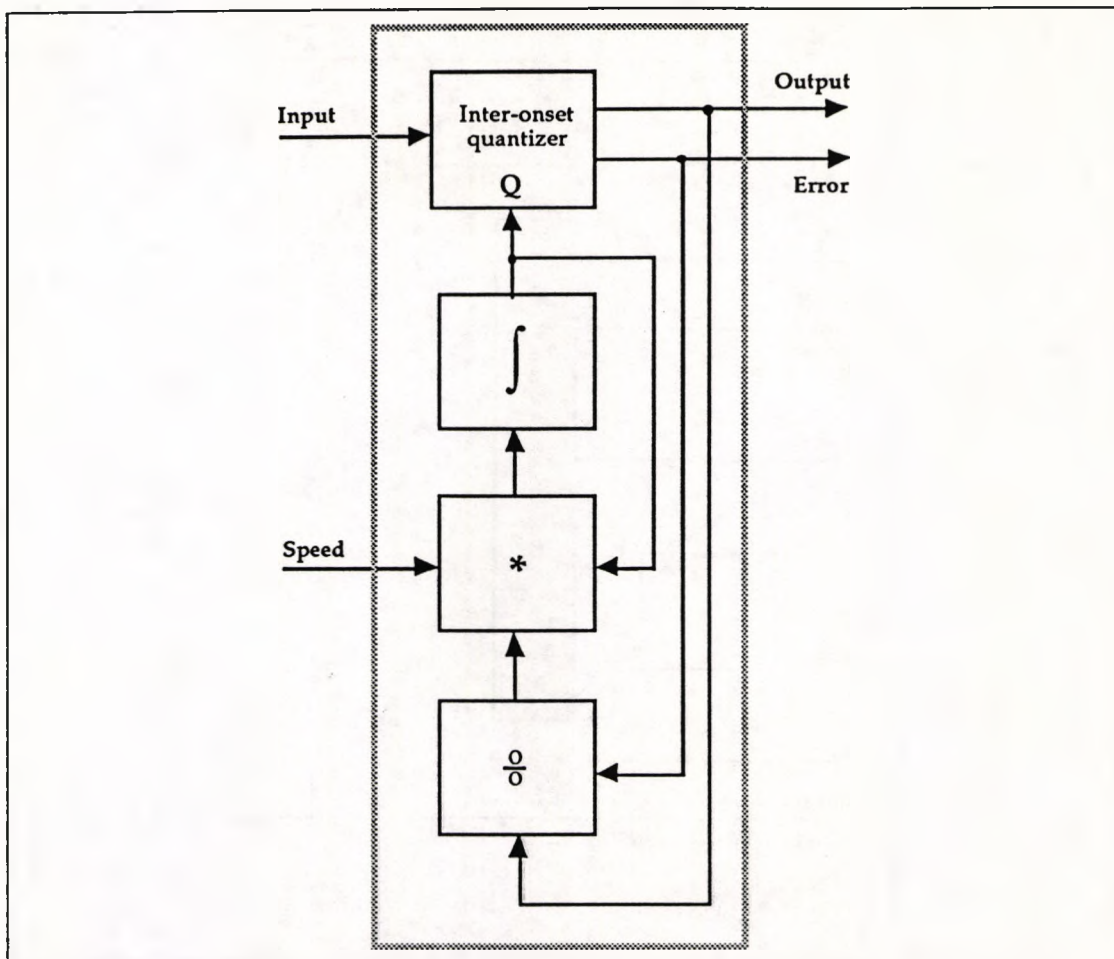 Output
Input
Inter-onset
quantizer
Error
Q
∫
Speed
*
÷